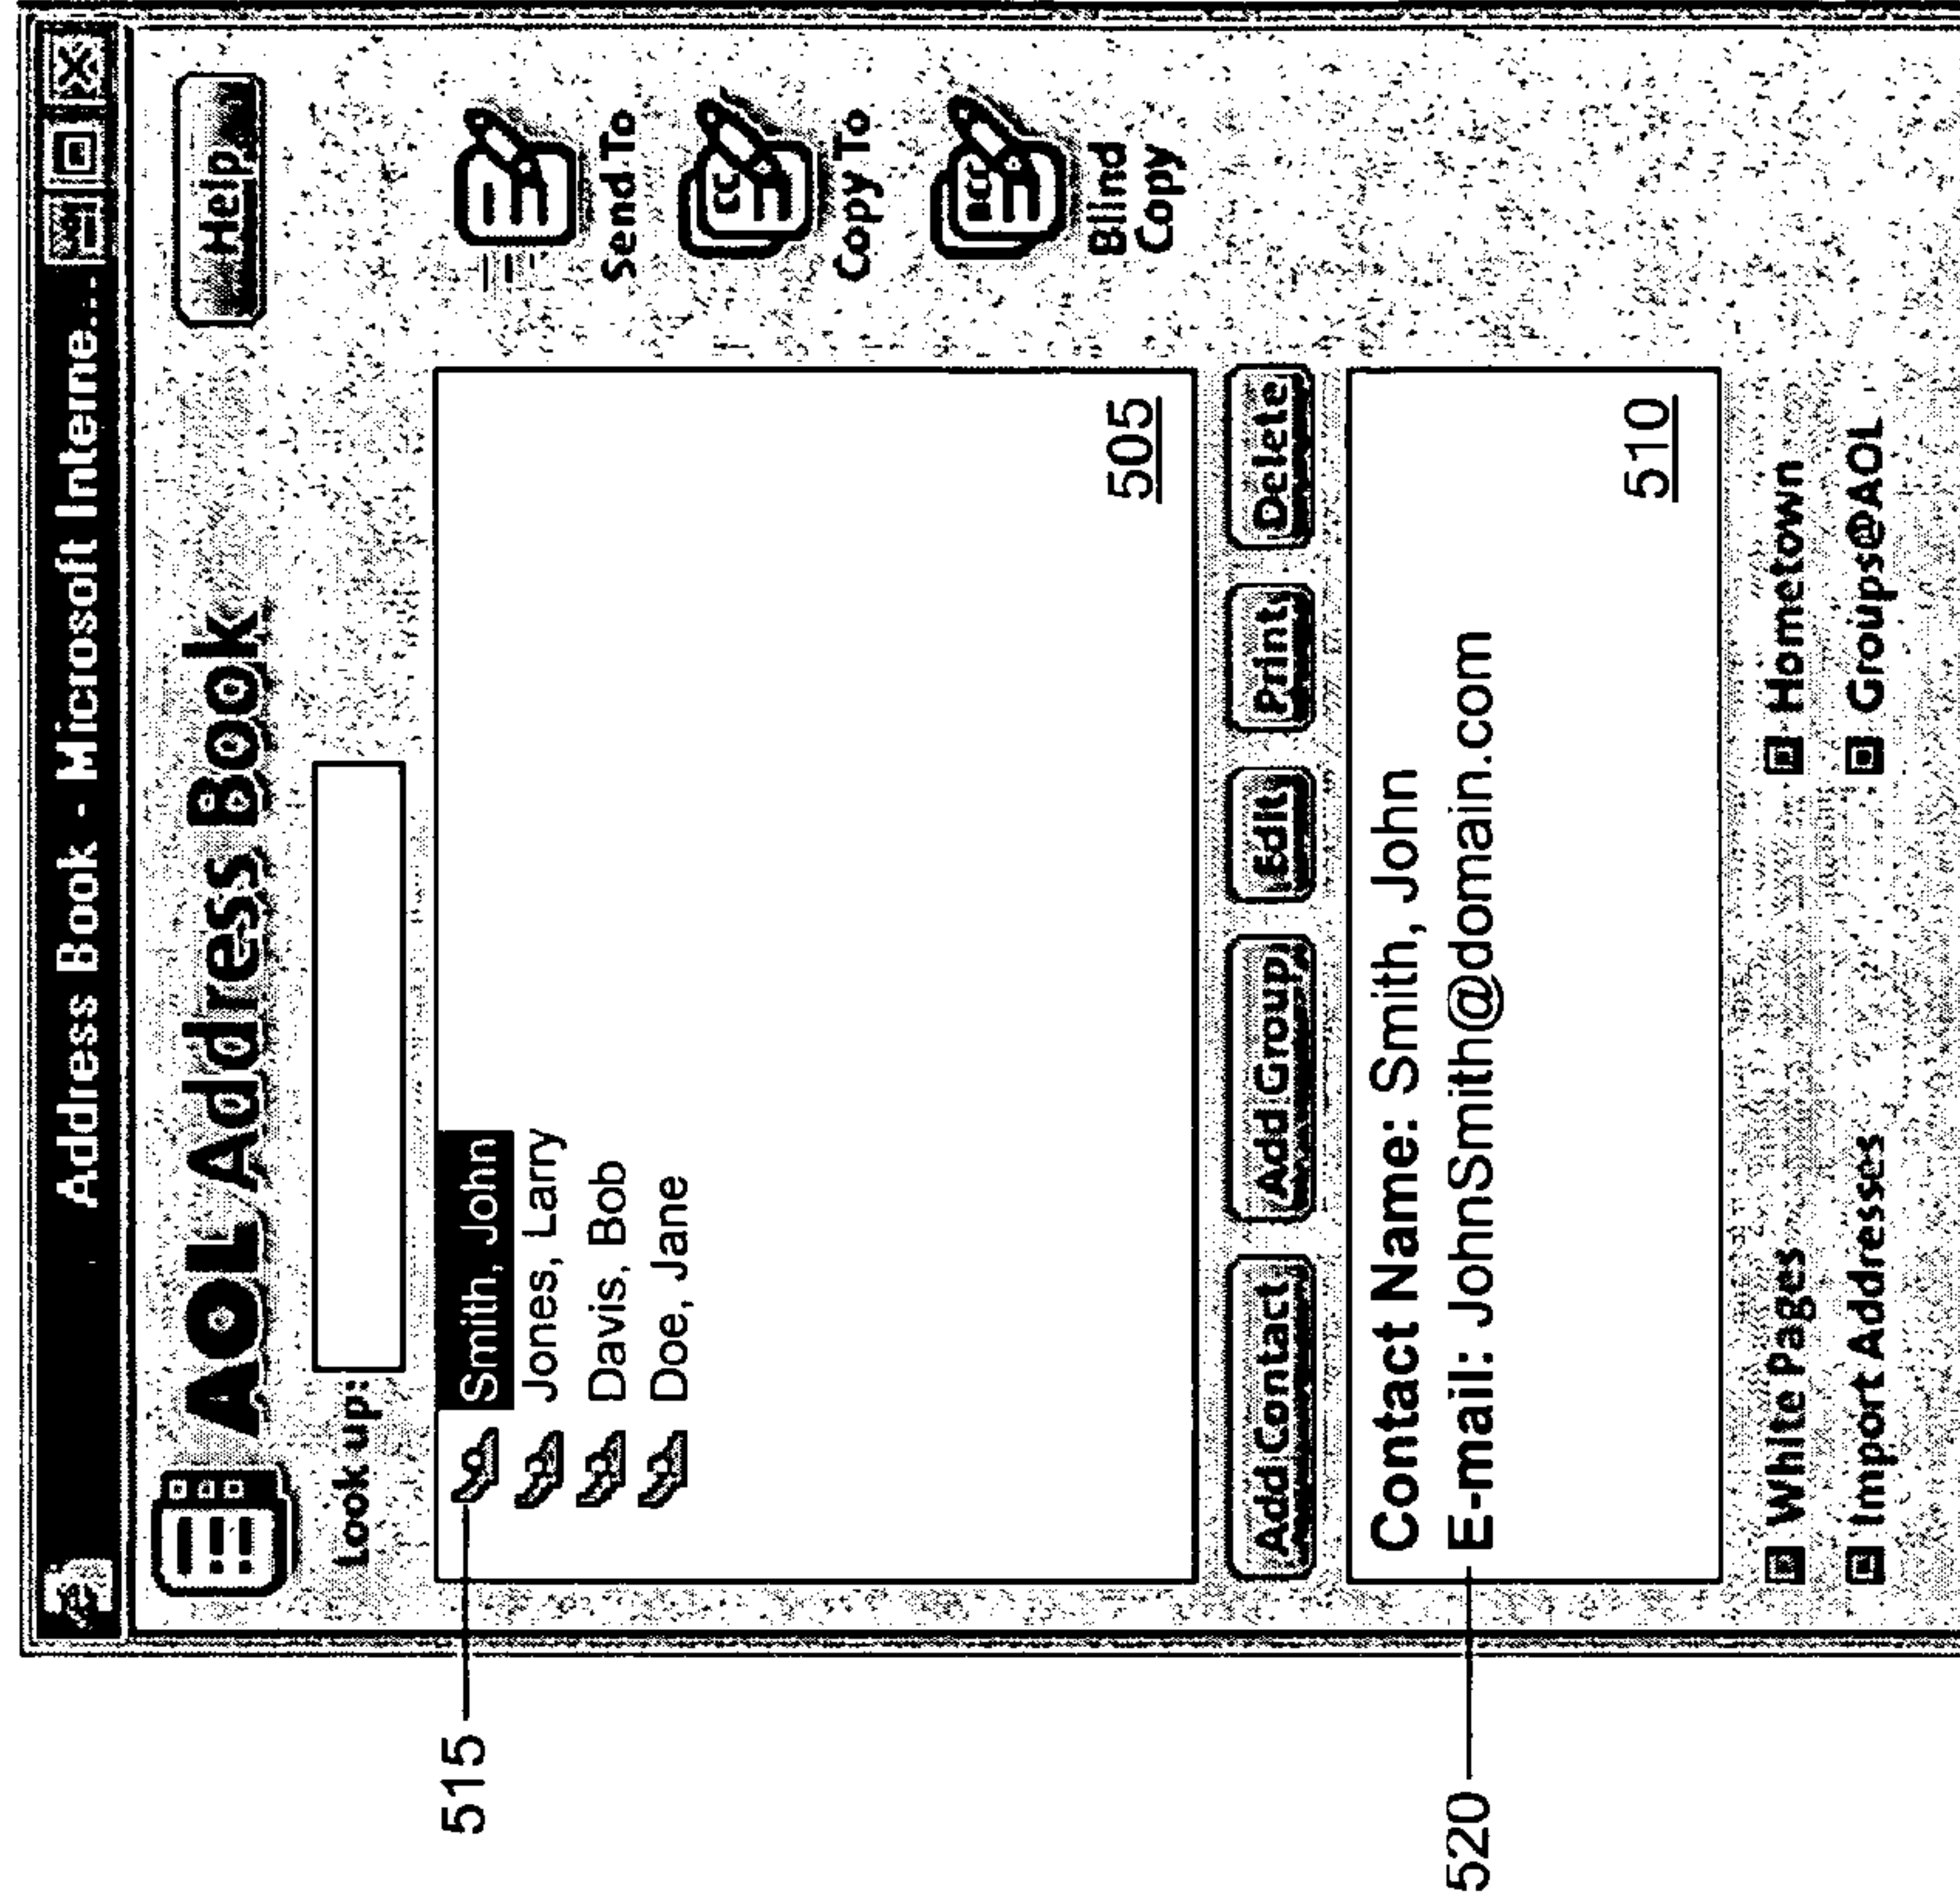 Address Book - Microsoft Interne...
AOL Address Book
Help
Look up:
515
Smith, John
Jones, Larry
Davis, Bob
Doe, Jane
505
Send To
CC
Copy To
BCC
Blind
Copy
Add Contact Add Group Edit Print Delete
Contact Name: Smith, John
520
E-mail: JohnSmith@domain.com
510
White Pages Hometown
Import Addresses Groups@AOL